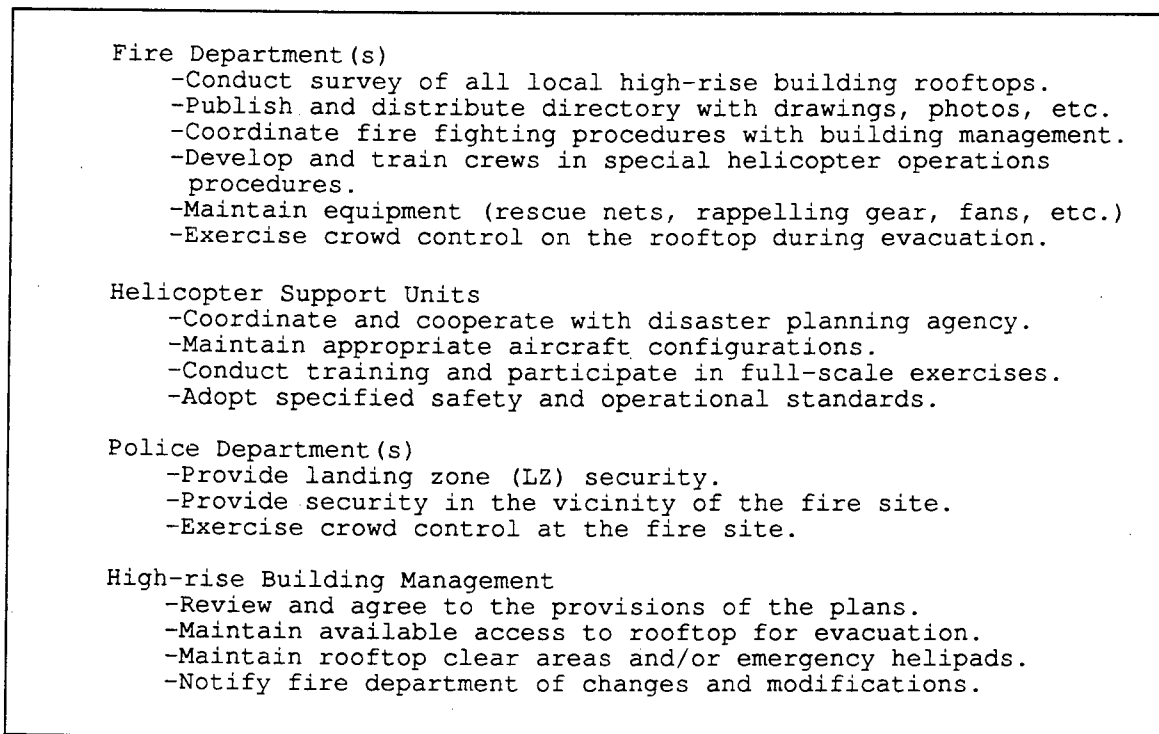 Fire Department(s)
-Conduct survey of all local high-rise building rooftops.
-Publish and distribute directory with drawings, photos, etc.
-Coordinate fire fighting procedures with building management.
-Develop and train crews in special helicopter operations
procedures.
-Maintain equipment (rescue nets, rappelling gear, fans, etc.)
-Exercise crowd control on the rooftop during evacuation.
Helicopter Support Units
-Coordinate and cooperate with disaster planning agency.
-Maintain appropriate aircraft configurations.
-Conduct training and participate in full-scale exercises.
-Adopt specified safety and operational standards.
Police Department(s)
-Provide landing zone (LZ) security.
-Provide security in the vicinity of the fire site.
-Exercise crowd control at the fire site.
High-rise Building Management
-Review and agree to the provisions of the plans.
-Maintain available access to rooftop for evacuation.
-Maintain rooftop clear areas and/or emergency helipads.
-Notify fire department of changes and modifications.